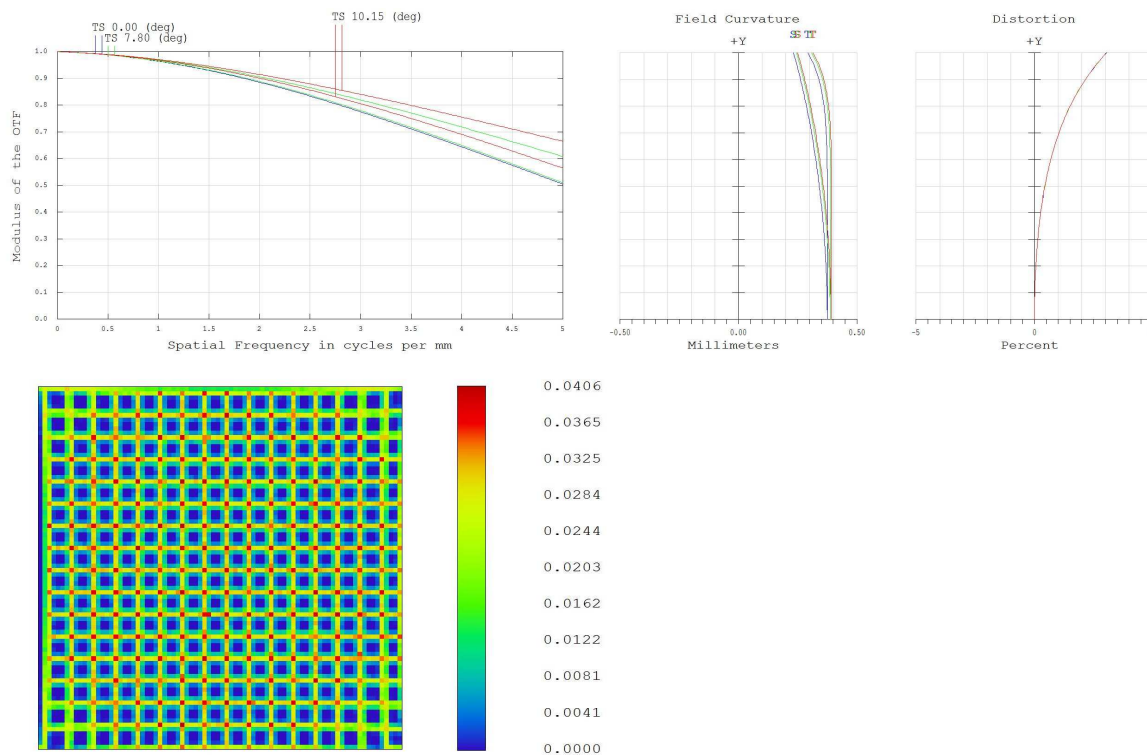 TS 0.00 (deg)
TS 7.80 (deg)
TS 10.15 (deg)
1.0
0.9
0.8
0.7
0.6
0.5
0.4
0.3
0.2
0.1
0.0
Modulus of the OTF
0 0.5 1 1.5 2 2.5 3 3.5 4 4.5 5
Spatial Frequency in cycles per mm
Field Curvature
+Y
-0.50 0.00 0.50
Millimeters
Distortion
+Y
-5 0
Percent
0.0406
0.0365
0.0325
0.0284
0.0244
0.0203
0.0162
0.0122
0.0081
0.0041
0.0000